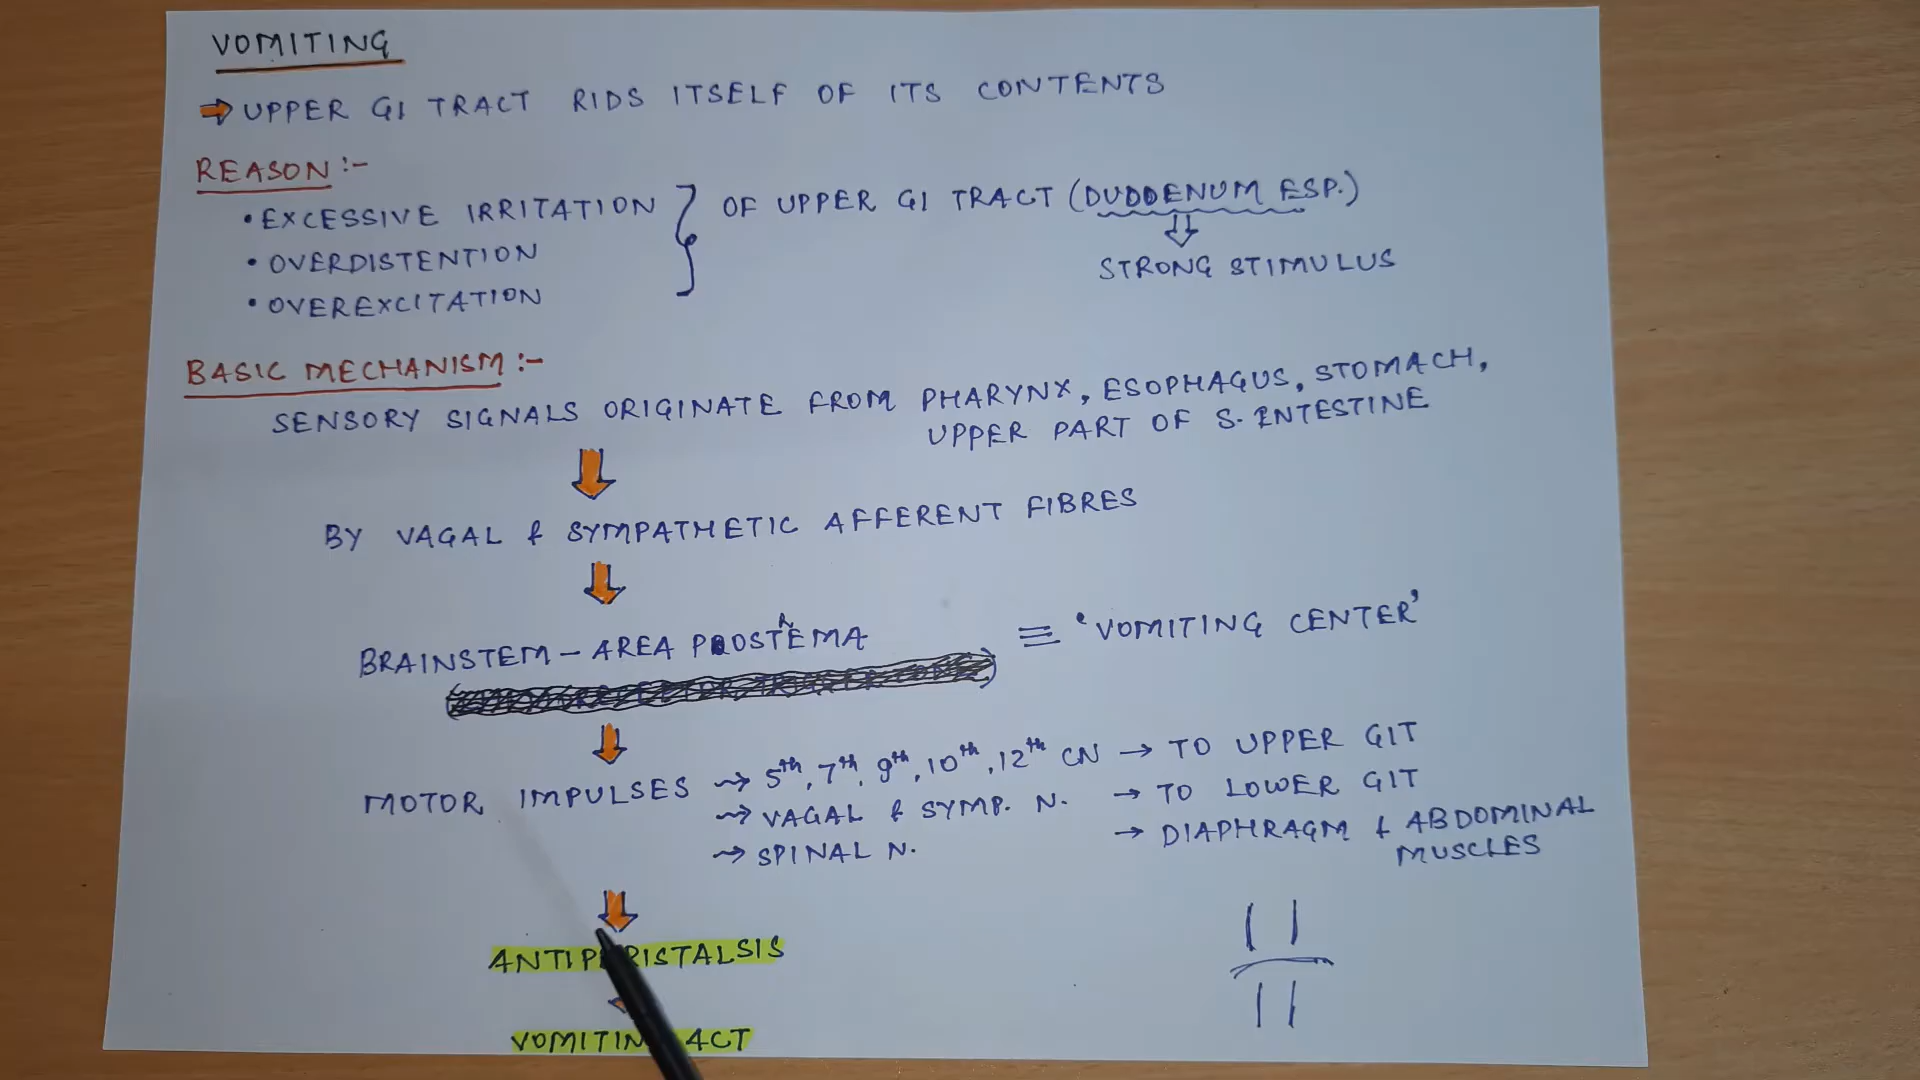 VOMITING
UPPER GI TRACT RIDS ITSELF OF ITS CONTENTS
REASON :-
• EXCESSIVE IRRITATION
• OVERDISTENTION
• OVEREXCITATION
OF UPPER GI TRACT (DUODENUM ESP.)
STRONG STIMULUS
BASIC MECHANISM :-
SENSORY SIGNALS ORIGINATE FROM PHARYNX, ESOPHAGUS, STOMACH,
UPPER PART OF S. INTESTINE
BY VAGAL & SYMPATHETIC AFFERENT FIBRES
BRAINSTEM - AREA POSTREMA ≡ 'VOMITING CENTER'
MOTOR IMPULSES → 5th, 7th, 9th, 10th, 12th CN → TO UPPER GIT
→ VAGAL & SYMP. N. → TO LOWER GIT
→ SPINAL N. → DIAPHRAGM & ABDOMINAL
MUSCLES
ANTIPERISTALSIS
VOMITING ACT